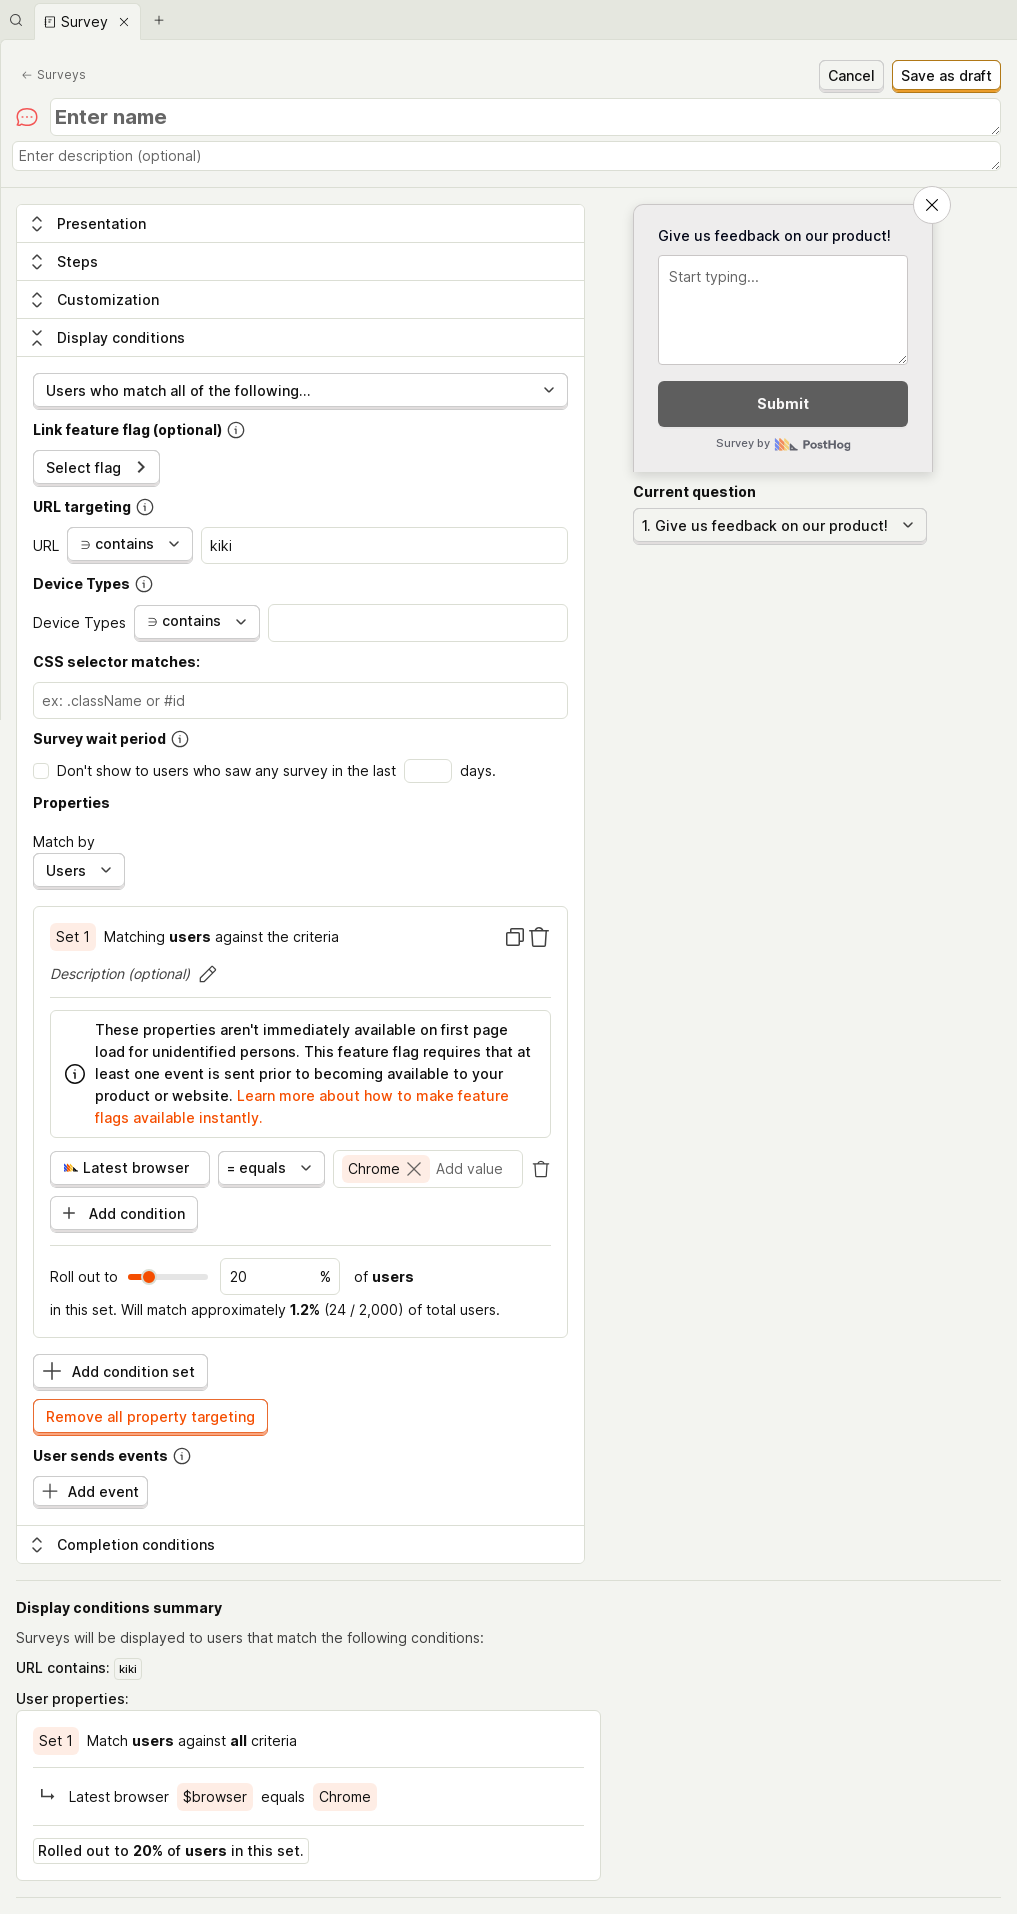 Survey
Surveys
Cancel
Save as draft
Enter name
Enter description (optional)
Presentation
Steps
Customization
Display conditions
Users who match all of the following...
Link feature flag (optional)
Select flag
URL targeting
URL ∋ contains kiki
Device Types
Device Types ∋ contains
CSS selector matches:
ex: .className or #id
Survey wait period
Don't show to users who saw any survey in the last days.
Properties
Match by
Users
Set 1 Matching users against the criteria
Description (optional)
These properties aren't immediately available on first page
load for unidentified persons. This feature flag requires that at
least one event is sent prior to becoming available to your
product or website. Learn more about how to make feature
flags available instantly.
Latest browser = equals Chrome Add value
Add condition
Roll out to 20 % of users
in this set. Will match approximately 1.2% (24 / 2,000) of total users.
Add condition set
Remove all property targeting
User sends events
Add event
Completion conditions
Give us feedback on our product!
Start typing...
Submit
Survey by PostHog
Current question
1. Give us feedback on our product!
Display conditions summary
Surveys will be displayed to users that match the following conditions:
URL contains: kiki
User properties:
Set 1 Match users against all criteria
Latest browser $browser equals Chrome
Rolled out to 20% of users in this set.